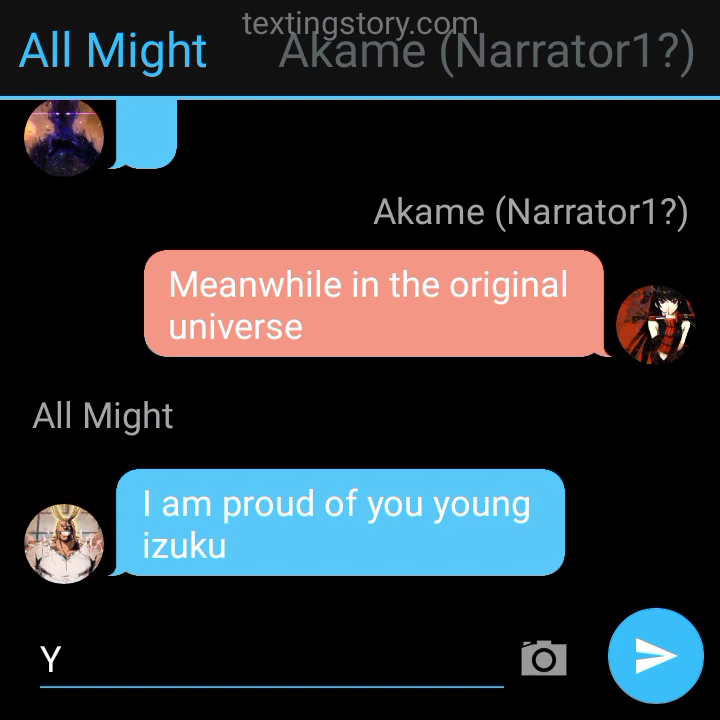 textingstory.com
All Might
Akame (Narrator1?)
Akame (Narrator1?)
Meanwhile in the original
universe
All Might
I am proud of you young
izuku
Y